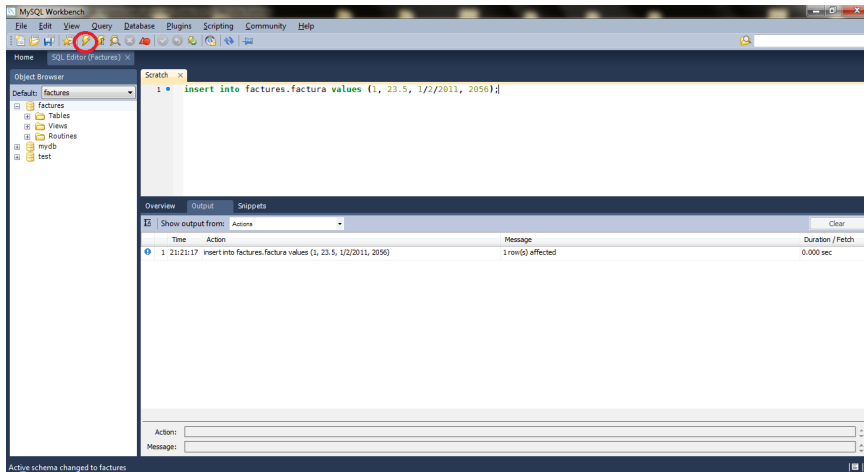 MySQL Workbench
File Edit View Query Database Plugins Scripting Community Help
Home SQL Editor (Factures) ×
Object Browser
Default: factures
factures
Tables
Views
Routines
mydb
test
Scratch ×
1 insert into factures.factura values (1, 23.5, 1/2/2011, 2056);
Overview Output Snippets
Show output from: Actions Clear
Time Action Message Duration / Fetch
1 21:21:17 insert into factures.factura values (1, 23.5, 1/2/2011, 2056) 1 row(s) affected 0.000 sec
Action:
Message:
Active schema changed to factures